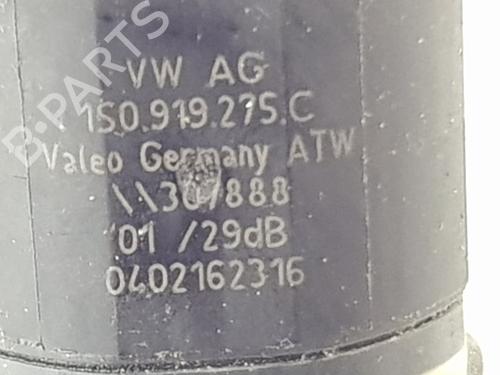 B-PARTS
VW AG
1S0.919.275.C
Valeo Germany ATW
01 /29dB
0402162316